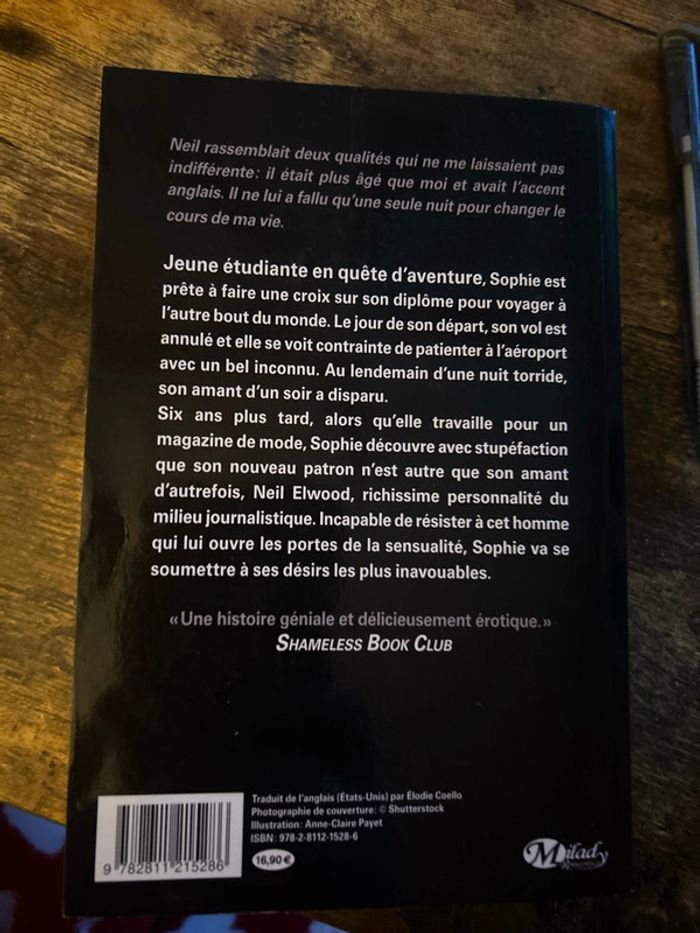 Neil rassemblait deux qualités qui ne me laissaient pas
indifférente : il était plus âgé que moi et avait l'accent
anglais. Il ne lui a fallu qu'une seule nuit pour changer le
cours de ma vie.
Jeune étudiante en quête d'aventure, Sophie est
prête à faire une croix sur son diplôme pour voyager à
l'autre bout du monde. Le jour de son départ, son vol est
annulé et elle se voit contrainte de patienter à l'aéroport
avec un bel inconnu. Au lendemain d'une nuit torride,
son amant d'un soir a disparu.
Six ans plus tard, alors qu'elle travaille pour un
magazine de mode, Sophie découvre avec stupéfaction
que son nouveau patron n'est autre que son amant
d'autrefois, Neil Elwood, richissime personnalité du
milieu journalistique. Incapable de résister à cet homme
qui lui ouvre les portes de la sensualité, Sophie va se
soumettre à ses désirs les plus inavouables.
« Une histoire géniale et délicieusement érotique. »
SHAMELESS BOOK CLUB
Traduit de l'anglais (États-Unis) par Élodie Coello
Photographie de couverture : © Shutterstock
Illustration : Anne-Claire Payet
ISBN : 978-2-8112-1528-6
9 782811 215286
16,90 €
Milady